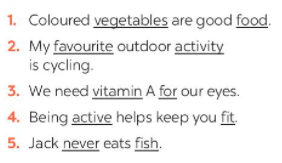 1. Coloured vegetables are good food.
2. My favourite outdoor activity
is cycling.
3. We need vitamin A for our eyes.
4. Being active helps keep you fit.
5. Jack never eats fish.